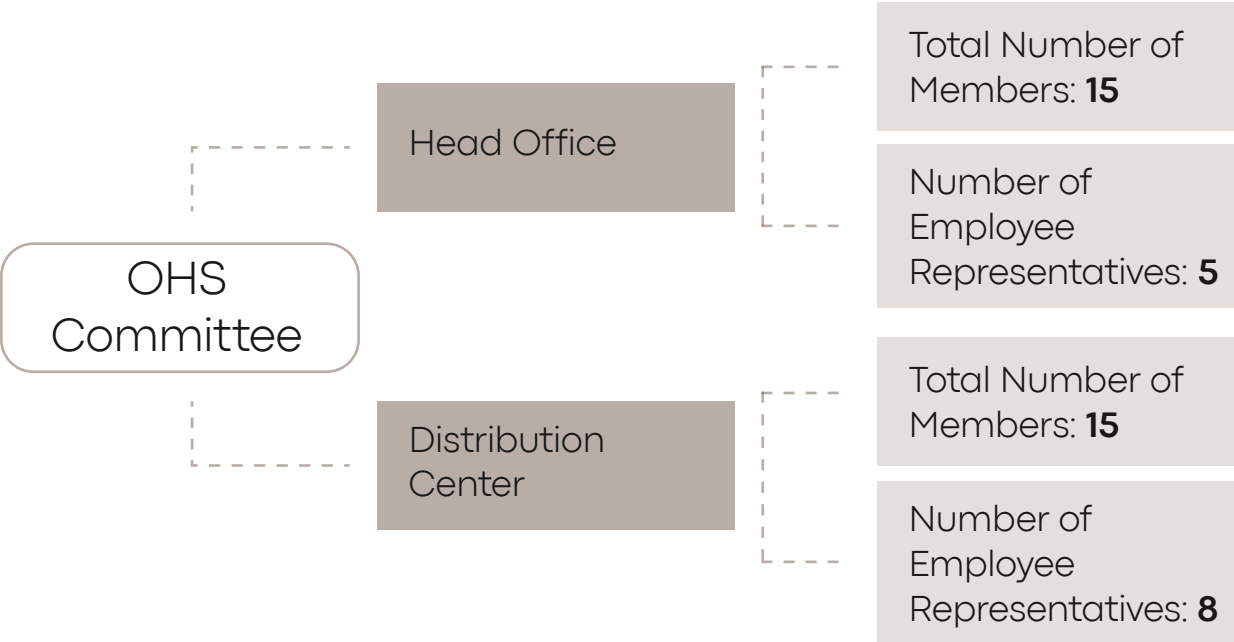 OHS
Committee
Head Office
Total Number of
Members: 15
Number of
Employee
Representatives: 5
Distribution
Center
Total Number of
Members: 15
Number of
Employee
Representatives: 8